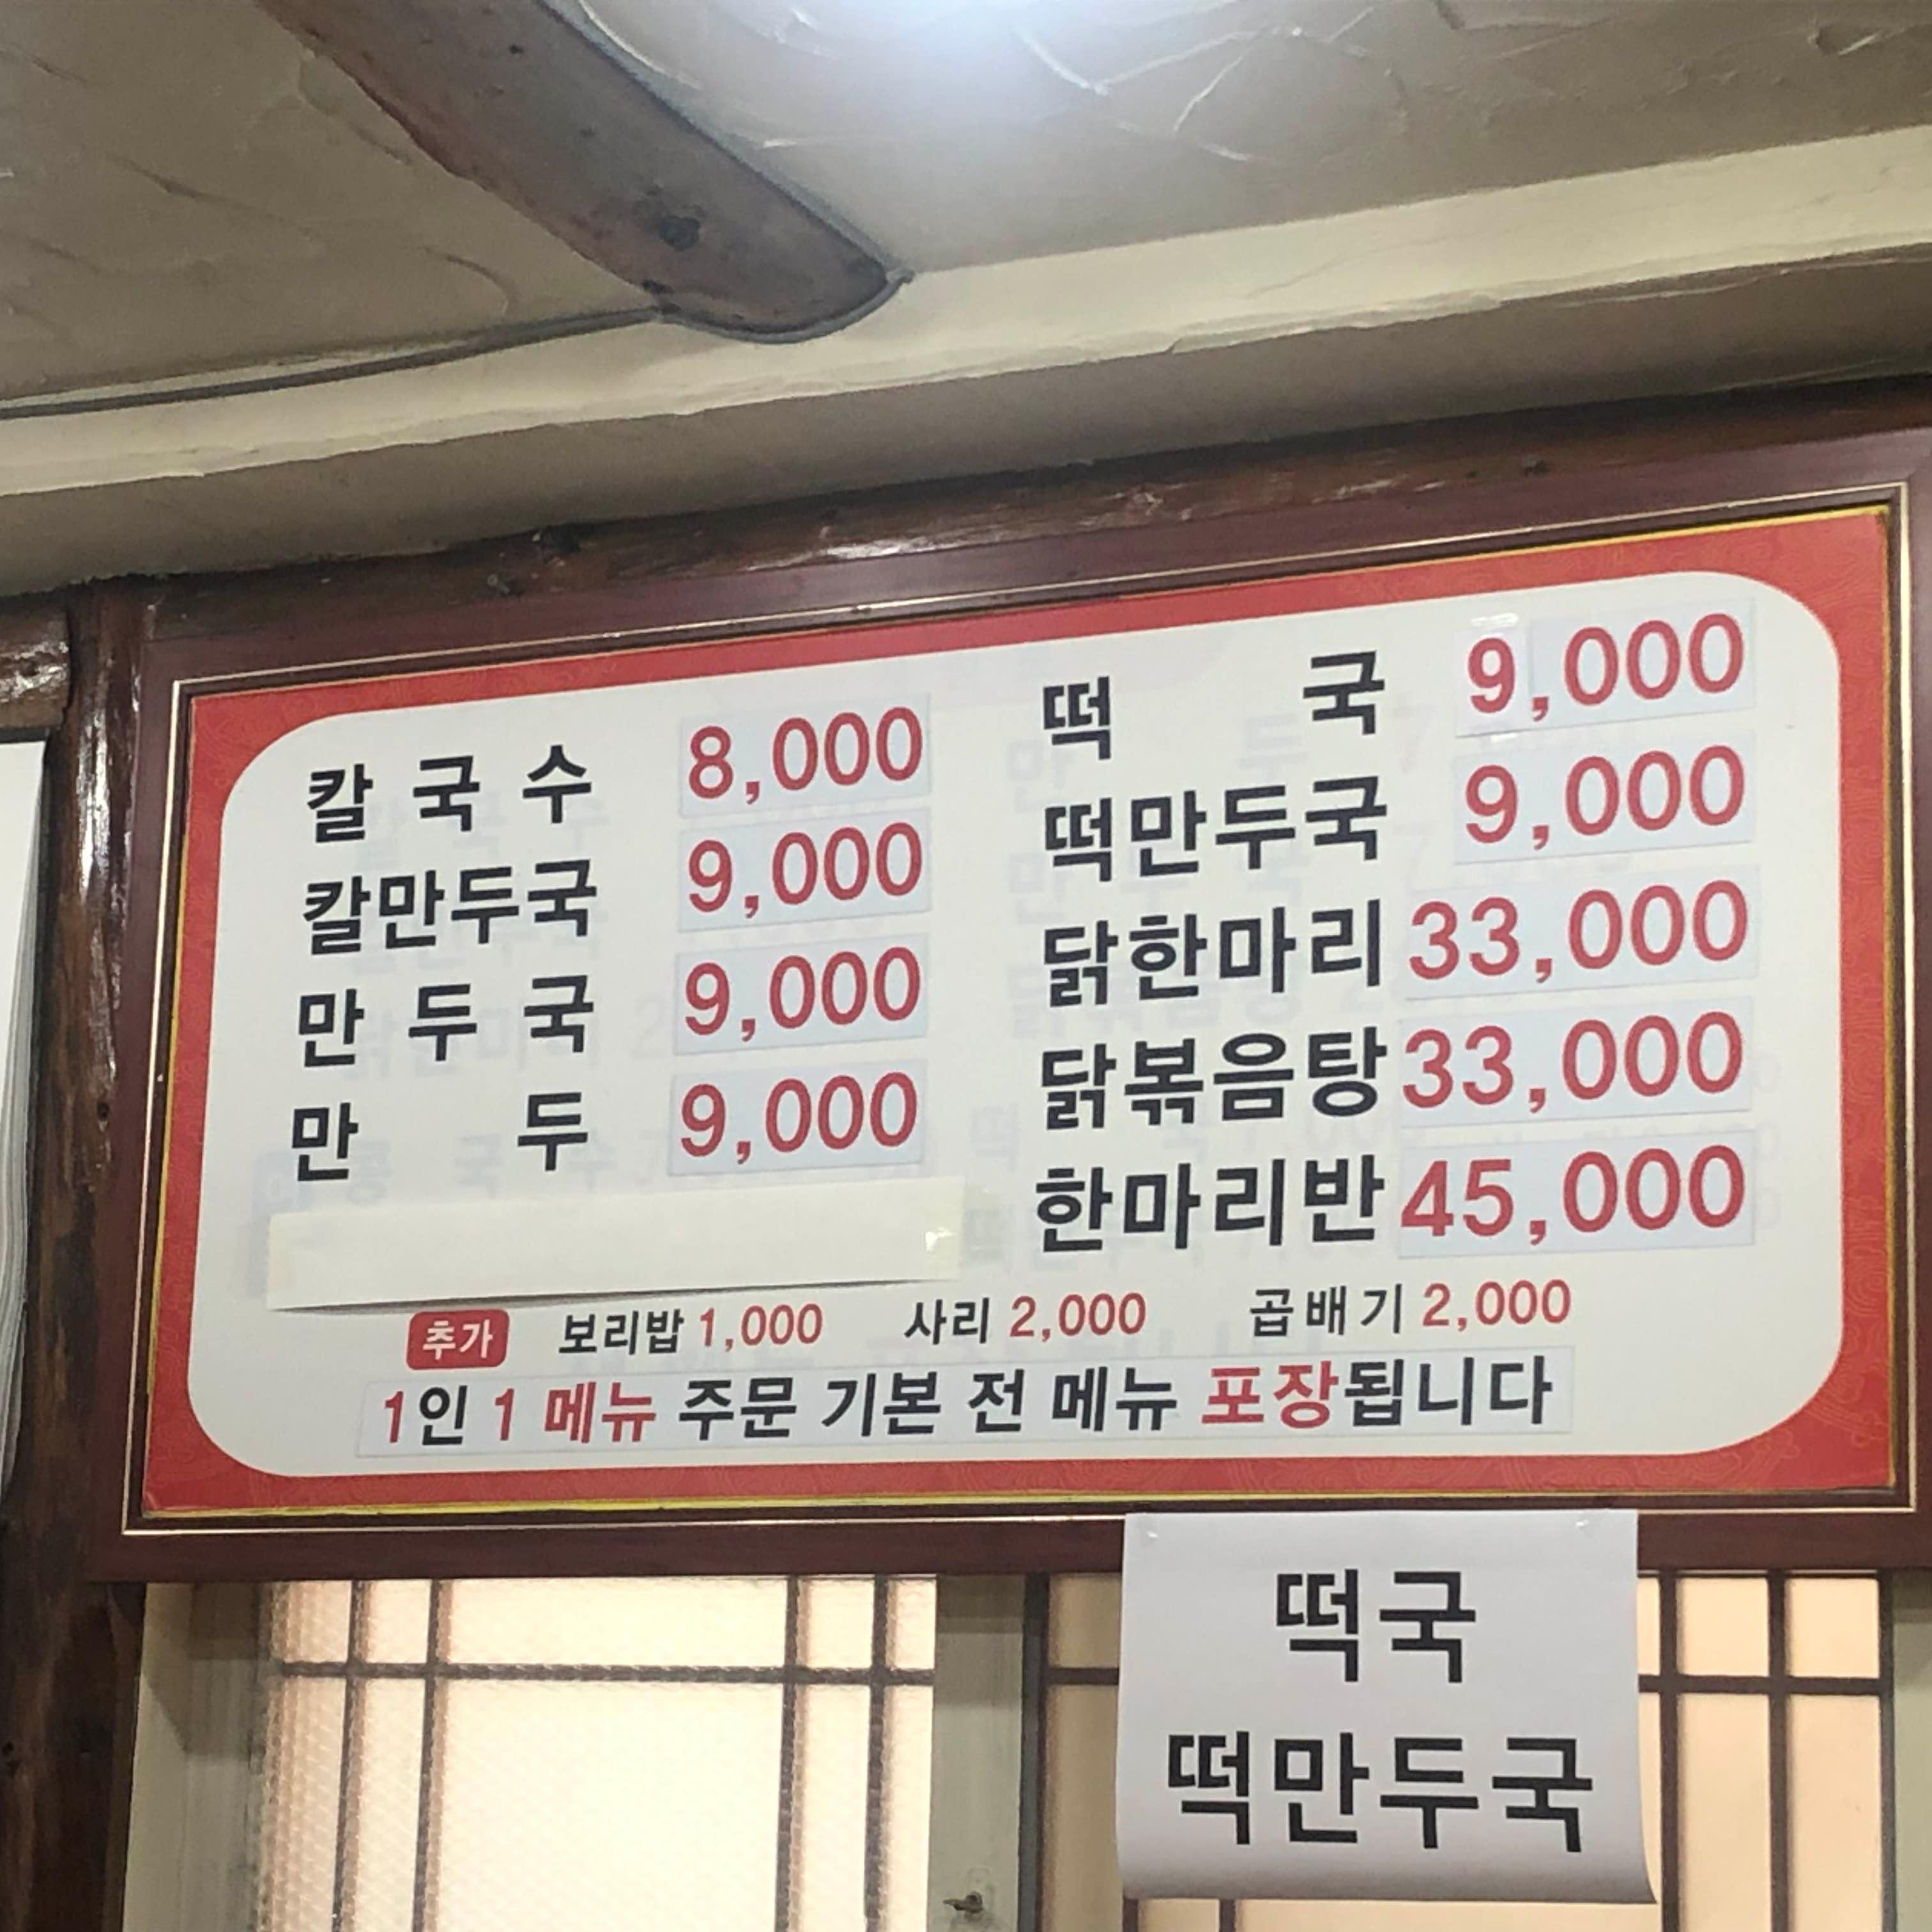 칼국수 8,000
칼만두국 9,000
만두국 9,000
만두 9,000
떡국 9,000
떡만두국 9,000
닭한마리 33,000
닭볶음탕 33,000
한마리반 45,000
추가 보리밥 1,000 사리 2,000 곱배기 2,000
1인 1 메뉴 주문 기본 전 메뉴 포장됩니다
떡국
떡만두국